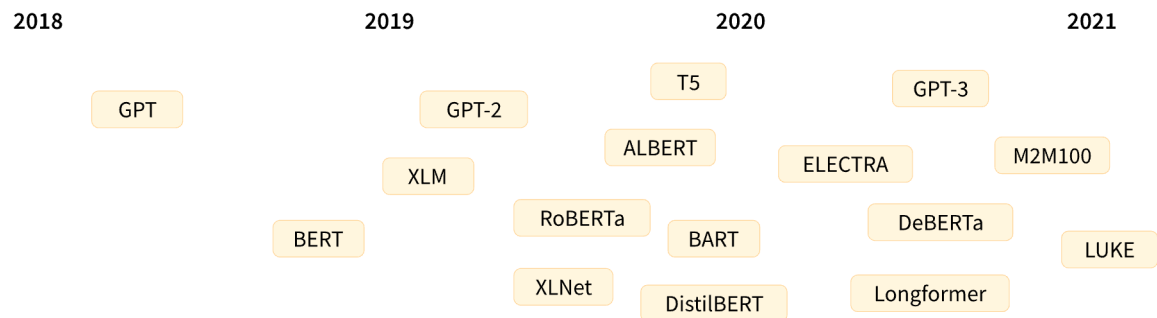 2018 2019 2020 2021
T5
GPT-3
GPT GPT-2
ALBERT
M2M100
ELECTRA
XLM
RoBERTa
DeBERTa
BERT BART
LUKE
XLNet
Longformer
DistilBERT